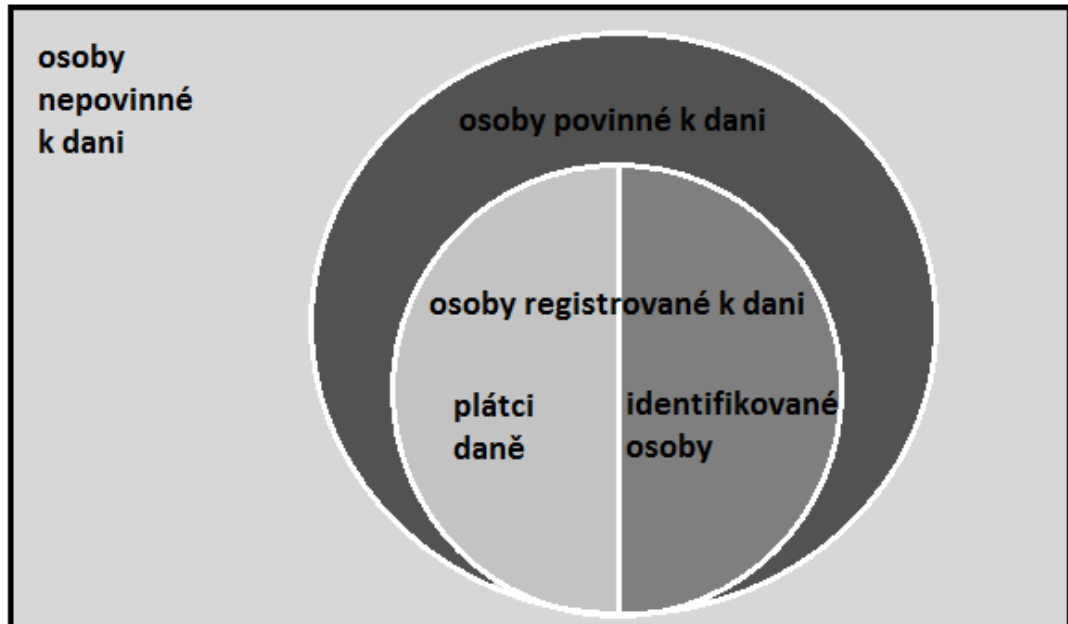 osoby
nepovinné
k dani
osoby povinné k dani
osoby registrované k dani
plátci
daně
identifikované
osoby